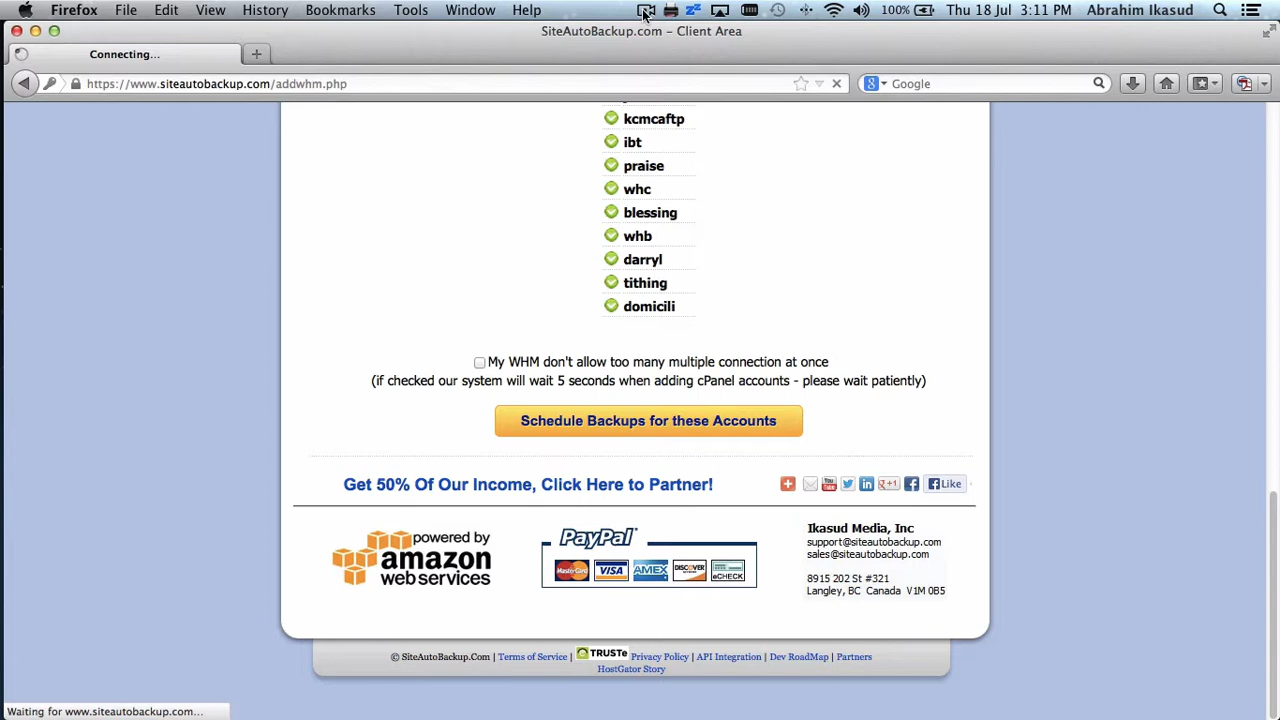 Firefox File Edit View History Bookmarks Tools Window Help 100% Thu 18 Jul 3:11 PM Abrahim Ikasud
SiteAutoBackup.com – Client Area
Connecting...
https://www.siteautobackup.com/addwhm.php Google
kcmcaftp
ibt
praise
whc
blessing
whb
darryl
tithing
domicili
My WHM don't allow too many multiple connection at once
(if checked our system will wait 5 seconds when adding cPanel accounts - please wait patiently)
Schedule Backups for these Accounts
Get 50% Of Our Income, Click Here to Partner! You Tube +1 Like
powered by
amazon
web services
PayPal
MasterCard VISA AMEX DISCOVER eCHECK
Ikasud Media, Inc
support@siteautobackup.com
sales@siteautobackup.com
8915 202 St #321
Langley, BC Canada V1M 0B5
© SiteAutoBackup.Com | Terms of Service | TRUSTe Privacy Policy | API Integration | Dev RoadMap | Partners
HostGator Story
Waiting for www.siteautobackup.com...